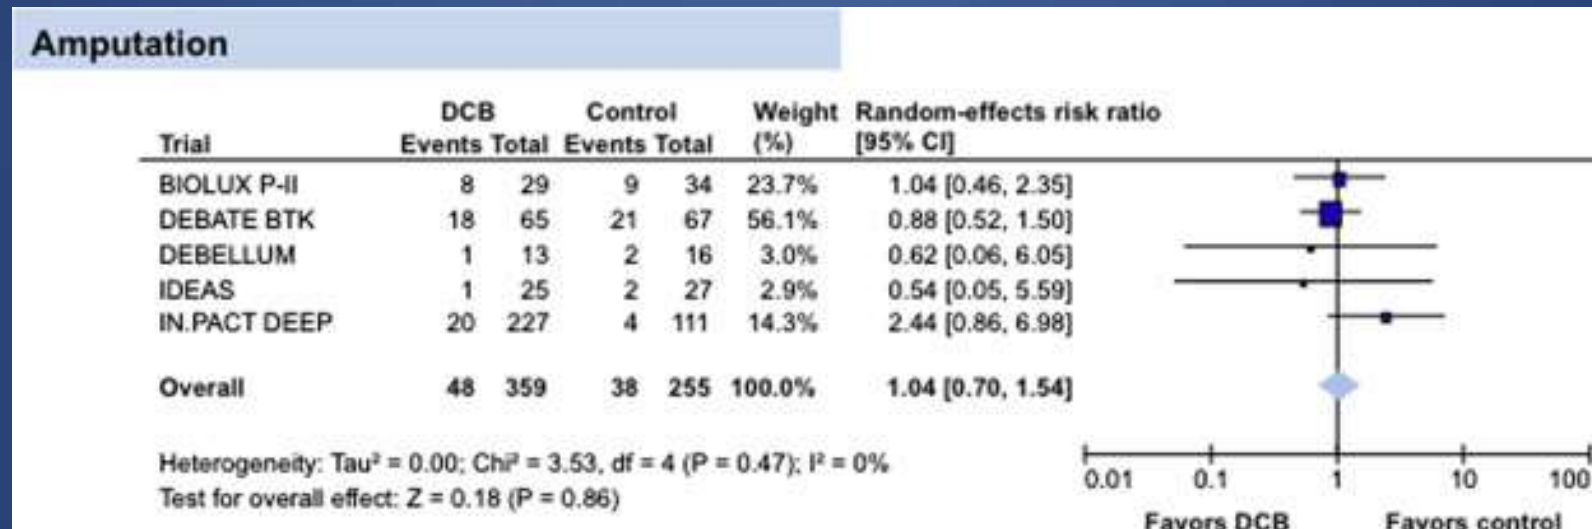 Amputation
DCB Control Weight Random-effects risk ratio
Trial Events Total Events Total (%) [95% CI]
BIOLUX P-II 8 29 9 34 23.7% 1.04 [0.46, 2.35]
DEBATE BTK 18 65 21 67 56.1% 0.88 [0.52, 1.50]
DEBELLUM 1 13 2 16 3.0% 0.62 [0.06, 6.05]
IDEAS 1 25 2 27 2.9% 0.54 [0.05, 5.59]
IN.PACT DEEP 20 227 4 111 14.3% 2.44 [0.86, 6.98]
Overall 48 359 38 255 100.0% 1.04 [0.70, 1.54]
Heterogeneity: Tau² = 0.00; Chi² = 3.53, df = 4 (P = 0.47); I² = 0%
Test for overall effect: Z = 0.18 (P = 0.86)
0.01 0.1 1 10 100
Favors DCB Favors control